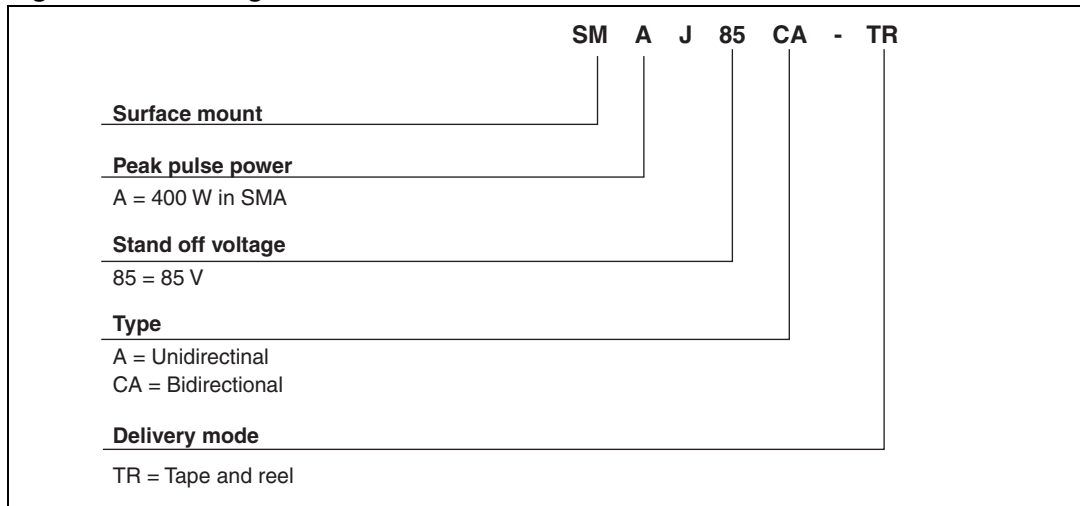 SM A J 85 CA - TR
Surface mount
Peak pulse power
A = 400 W in SMA
Stand off voltage
85 = 85 V
Type
A = Unidirectinal
CA = Bidirectional
Delivery mode
TR = Tape and reel